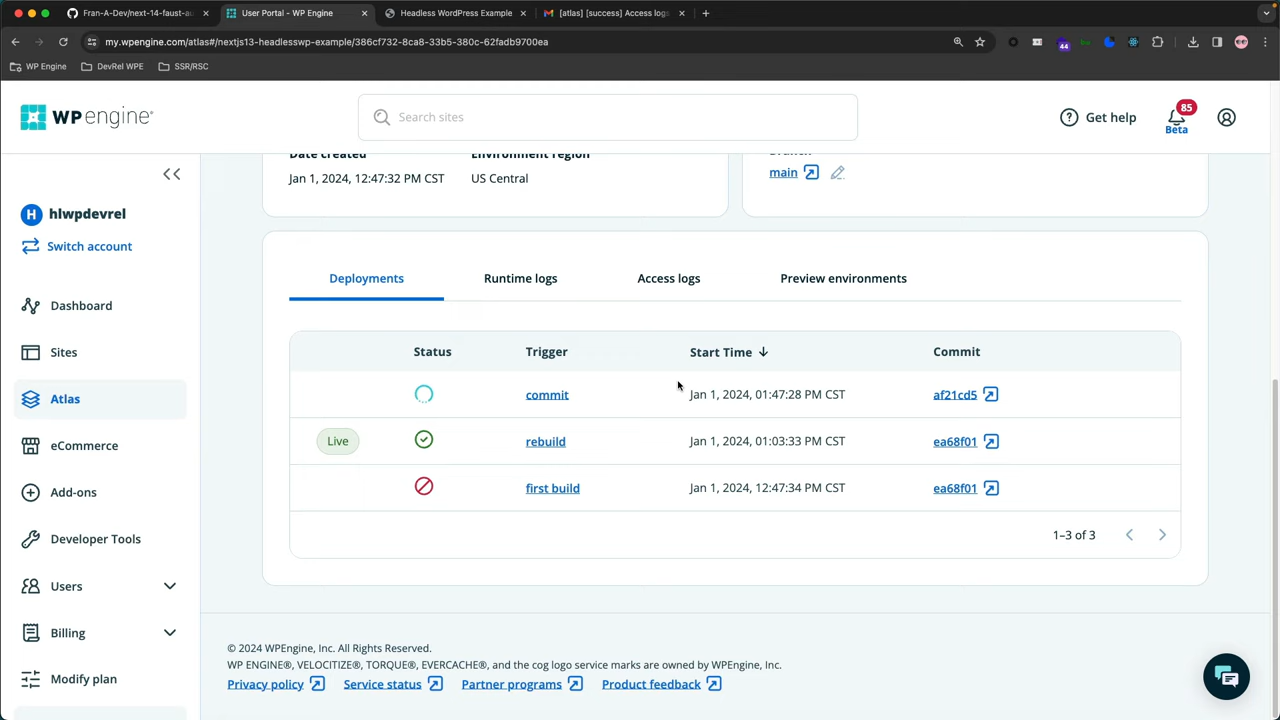 Fran-A-Dev/next-14-faust-au
User Portal - WP Engine
Headless WordPress Example
[atlas] [success] Access logs
my.wpengine.com/atlas#/nextjs13-headlesswp-example/386cf732-8ca8-33b5-380c-62fadb9700ea
44
WP Engine
DevRel WPE
SSR/RSC
WP engine®
Search sites
Get help
85
Beta
Date created
Environment region
Branch
Jan 1, 2024, 12:47:32 PM CST
US Central
main
H hlwpdevrel
Switch account
Dashboard
Sites
Atlas
eCommerce
Add-ons
Developer Tools
Users
Billing
Modify plan
Deployments
Runtime logs
Access logs
Preview environments
Status Trigger Start Time Commit
commit Jan 1, 2024, 01:47:28 PM CST af21cd5
Live rebuild Jan 1, 2024, 01:03:33 PM CST ea68f01
first build Jan 1, 2024, 12:47:34 PM CST ea68f01
1–3 of 3
© 2024 WPEngine, Inc. All Rights Reserved.
WP ENGINE®, VELOCITIZE®, TORQUE®, EVERCACHE®, and the cog logo service marks are owned by WPEngine, Inc.
Privacy policy Service status Partner programs Product feedback